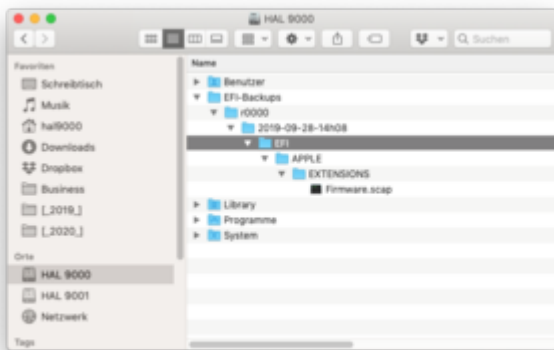 HAL 9000
Suchen
Favoriten
Schreibtisch
Musik
hal9000
Downloads
Dropbox
Business
[_2019_]
[_2020_]
Orte
HAL 9000
HAL 9001
Netzwerk
Tags
Name
Benutzer
EFI-Backups
r0000
2019-09-28-14h08
EFI
APPLE
EXTENSIONS
Firmware.scap
Library
Programme
System